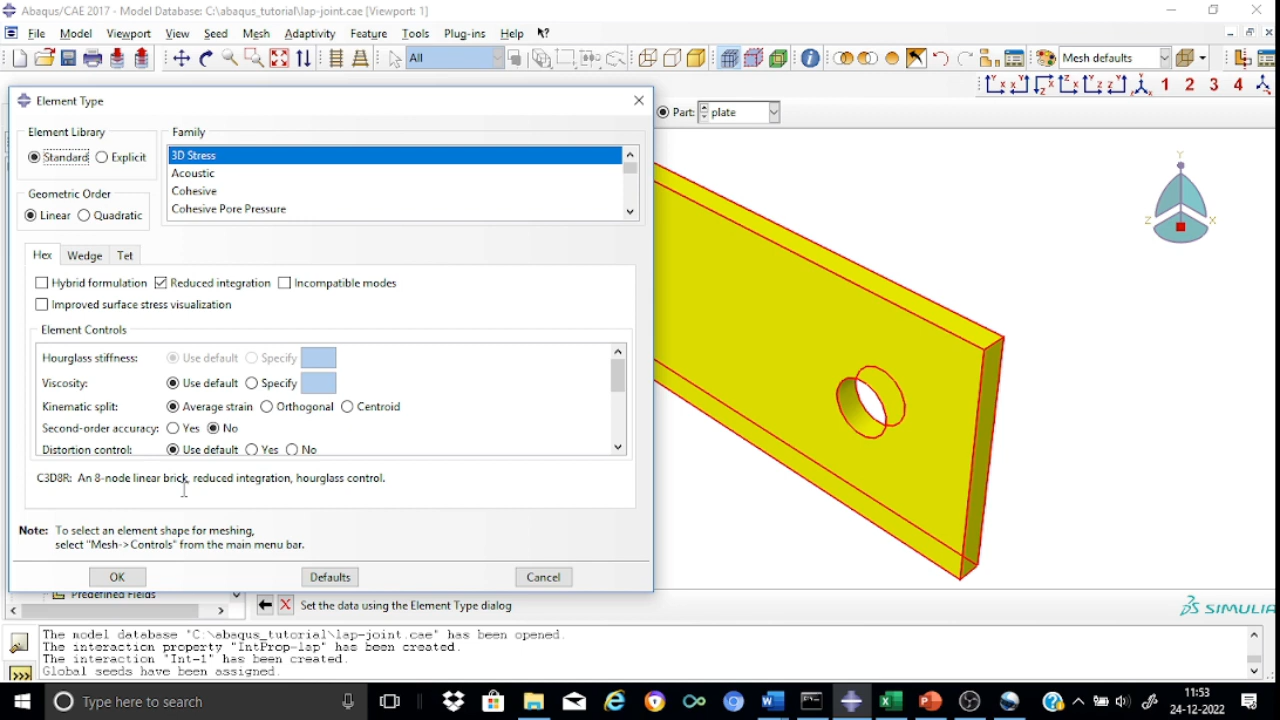 Abaqus/CAE 2017 - Model Database: C:\abaqus_tutorial\lap-joint.cae [Viewport: 1]
File Model Viewport View Seed Mesh Adaptivity Feature Tools Plug-ins Help
All
Mesh defaults
1 2 3 4
Element Type
Part: plate
Element Library
Standard Explicit
Geometric Order
Linear Quadratic
Family
3D Stress
Acoustic
Cohesive
Cohesive Pore Pressure
Hex Wedge Tet
Hybrid formulation Reduced integration Incompatible modes
Improved surface stress visualization
Element Controls
Hourglass stiffness: Use default Specify
Viscosity: Use default Specify
Kinematic split: Average strain Orthogonal Centroid
Second-order accuracy: Yes No
Distortion control: Use default Yes No
C3D8R: An 8-node linear brick, reduced integration, hourglass control.
Note: To select an element shape for meshing,
select "Mesh->Controls" from the main menu bar.
OK Defaults Cancel
Y
Z X
Predefined Fields
Set the data using the Element Type dialog
SIMULIA
The model database "C:\abaqus_tutorial\lap-joint.cae" has been opened.
The interaction property "IntProp-lap" has been created.
The interaction "Int-1" has been created.
Global seeds have been assigned.
Type here to search
11:53
24-12-2022